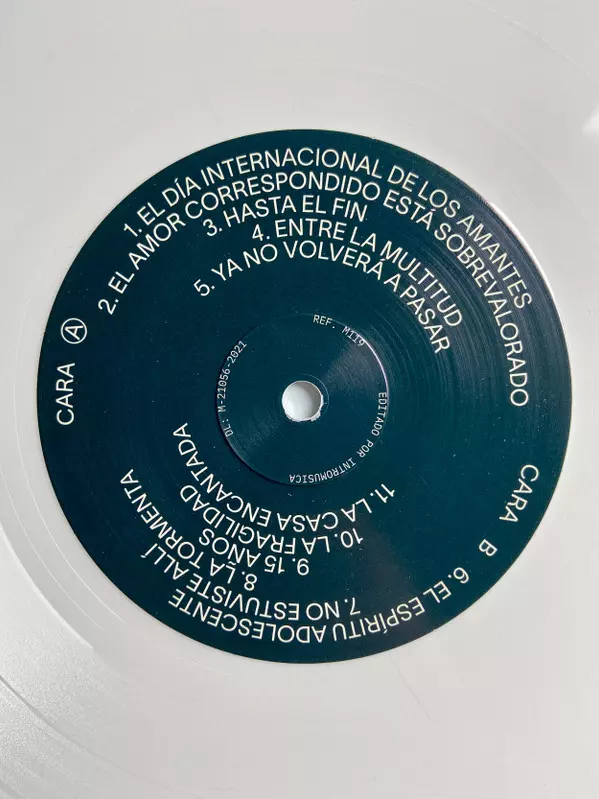 CARA A
1. EL DÍA INTERNACIONAL DE LOS AMANTES
2. EL AMOR CORRESPONDIDO ESTÁ SOBREVALORADO
3. HASTA EL FIN
4. ENTRE LA MULTITUD
5. YA NO VOLVERÁ A PASAR
DL: M-21056-2021
REF. M119
EDITADO POR INTROMUSICA
CARA B
6. EL ESPÍRITU ADOLESCENTE
7. NO ESTUVISTE ALLÍ
8. LA TORMENTA
9. 15 AÑOS
10. LA FRAGILIDAD
11. LA CASA ENCANTADA